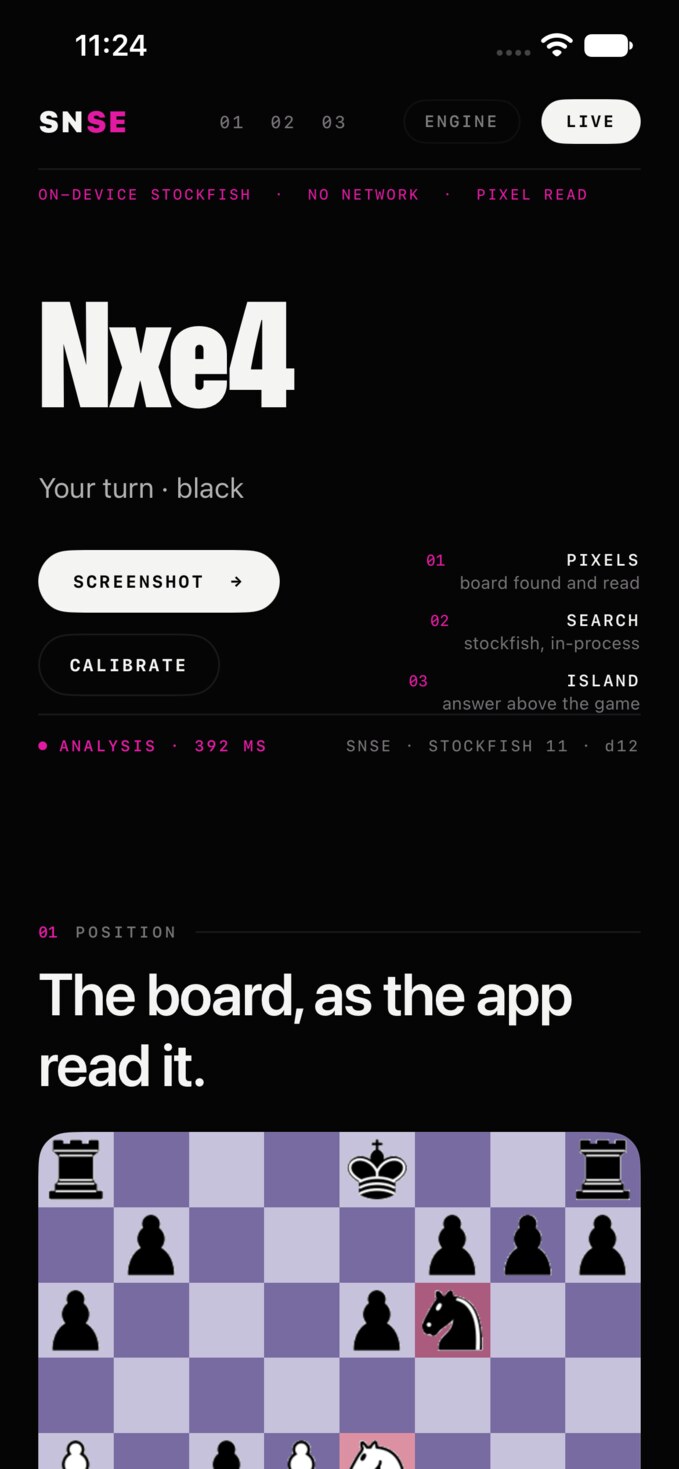 11:24
SNSE 01 02 03 ENGINE LIVE
ON-DEVICE STOCKFISH · NO NETWORK · PIXEL READ
Nxe4
Your turn · black
SCREENSHOT →
CALIBRATE
01 PIXELS
board found and read
02 SEARCH
stockfish, in-process
03 ISLAND
answer above the game
ANALYSIS · 392 MS
SNSE · STOCKFISH 11 · d12
01 POSITION
The board, as the app
read it.